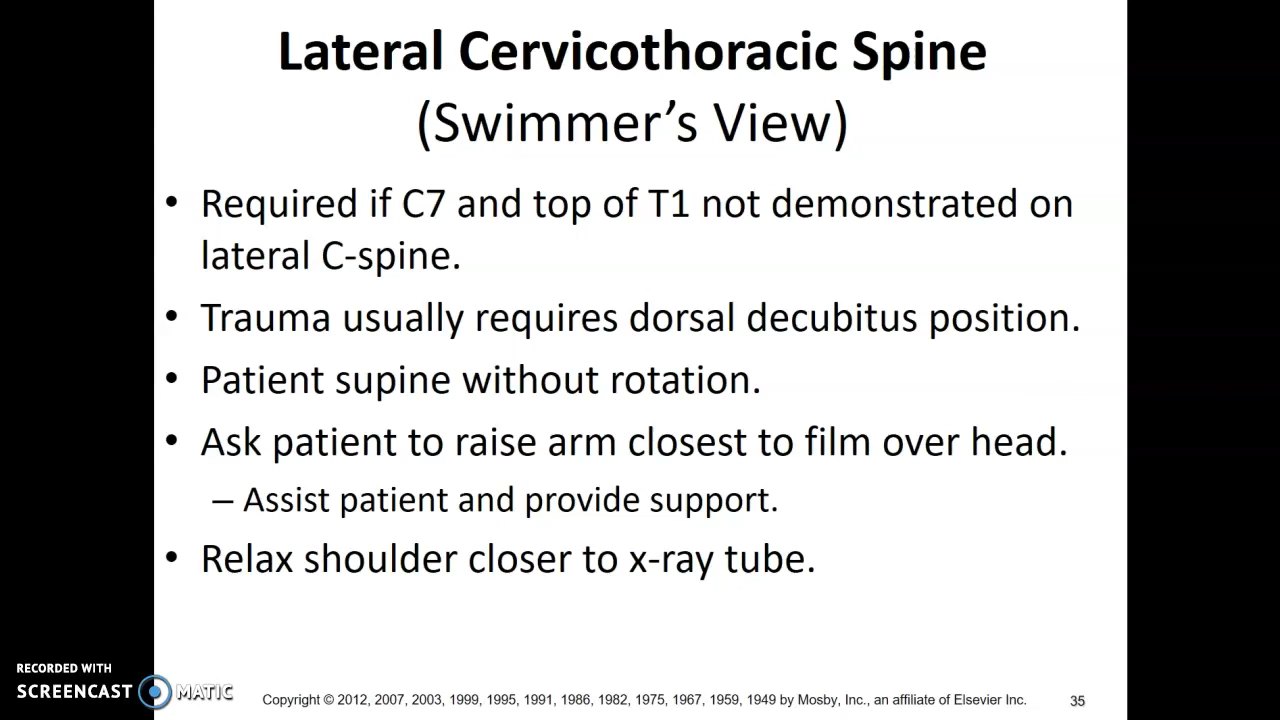 Lateral Cervicothoracic Spine
(Swimmer’s View)
• Required if C7 and top of T1 not demonstrated on
lateral C-spine.
• Trauma usually requires dorsal decubitus position.
• Patient supine without rotation.
• Ask patient to raise arm closest to film over head.
– Assist patient and provide support.
• Relax shoulder closer to x-ray tube.
RECORDED WITH
SCREENCAST MATIC
Copyright © 2012, 2007, 2003, 1999, 1995, 1991, 1986, 1982, 1975, 1967, 1959, 1949 by Mosby, Inc., an affiliate of Elsevier Inc.
35